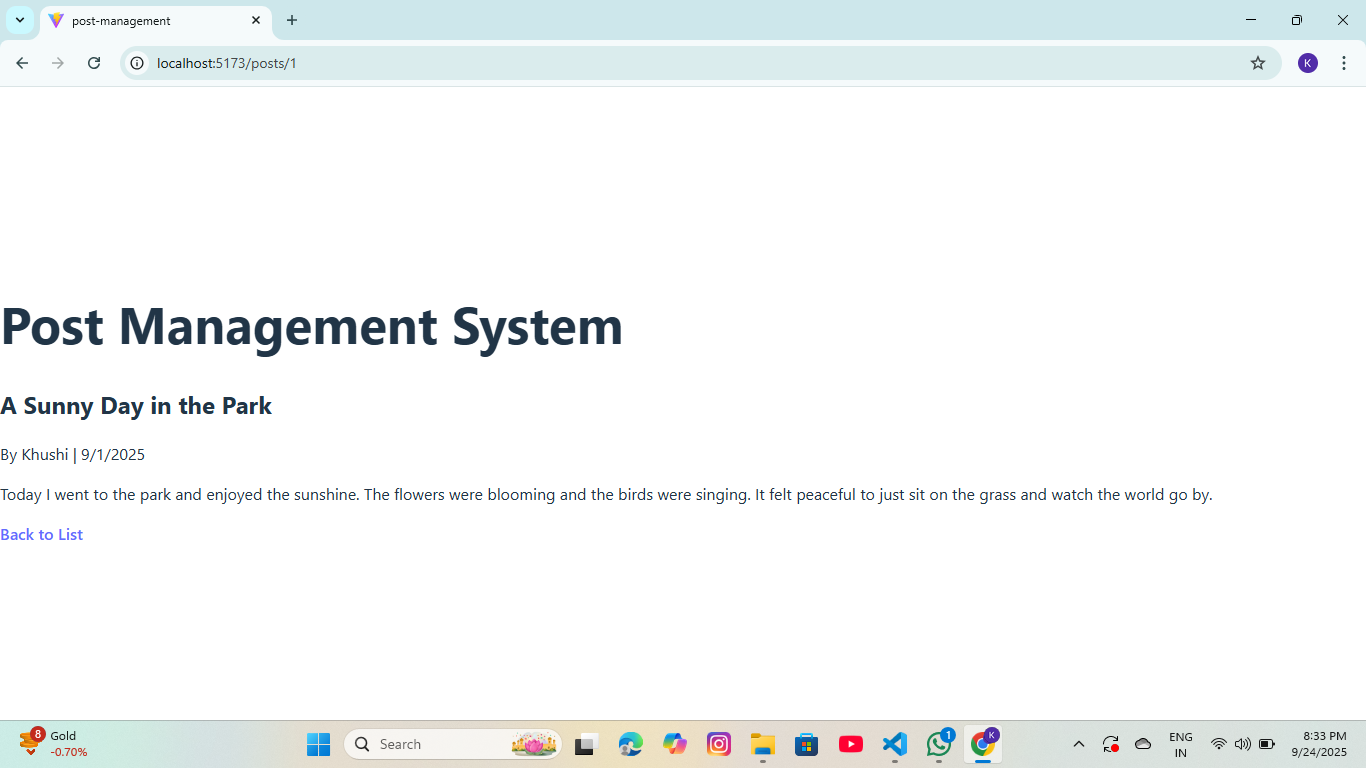 post-management
localhost:5173/posts/1
K
Post Management System
A Sunny Day in the Park
By Khushi | 9/1/2025
Today I went to the park and enjoyed the sunshine. The flowers were blooming and the birds were singing. It felt peaceful to just sit on the grass and watch the world go by.
Back to List
8
Gold
-0.70%
Search
1
K
ENG
IN
8:33 PM
9/24/2025